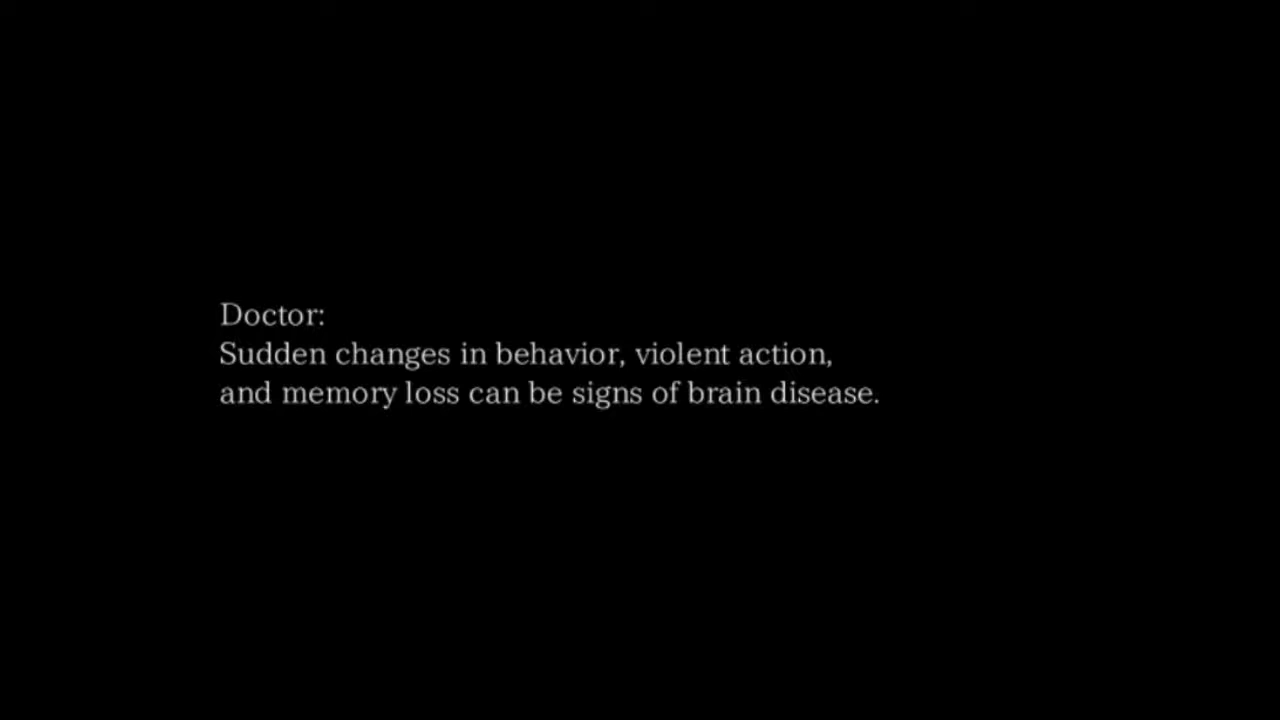 Doctor:
Sudden changes in behavior, violent action,
and memory loss can be signs of brain disease.